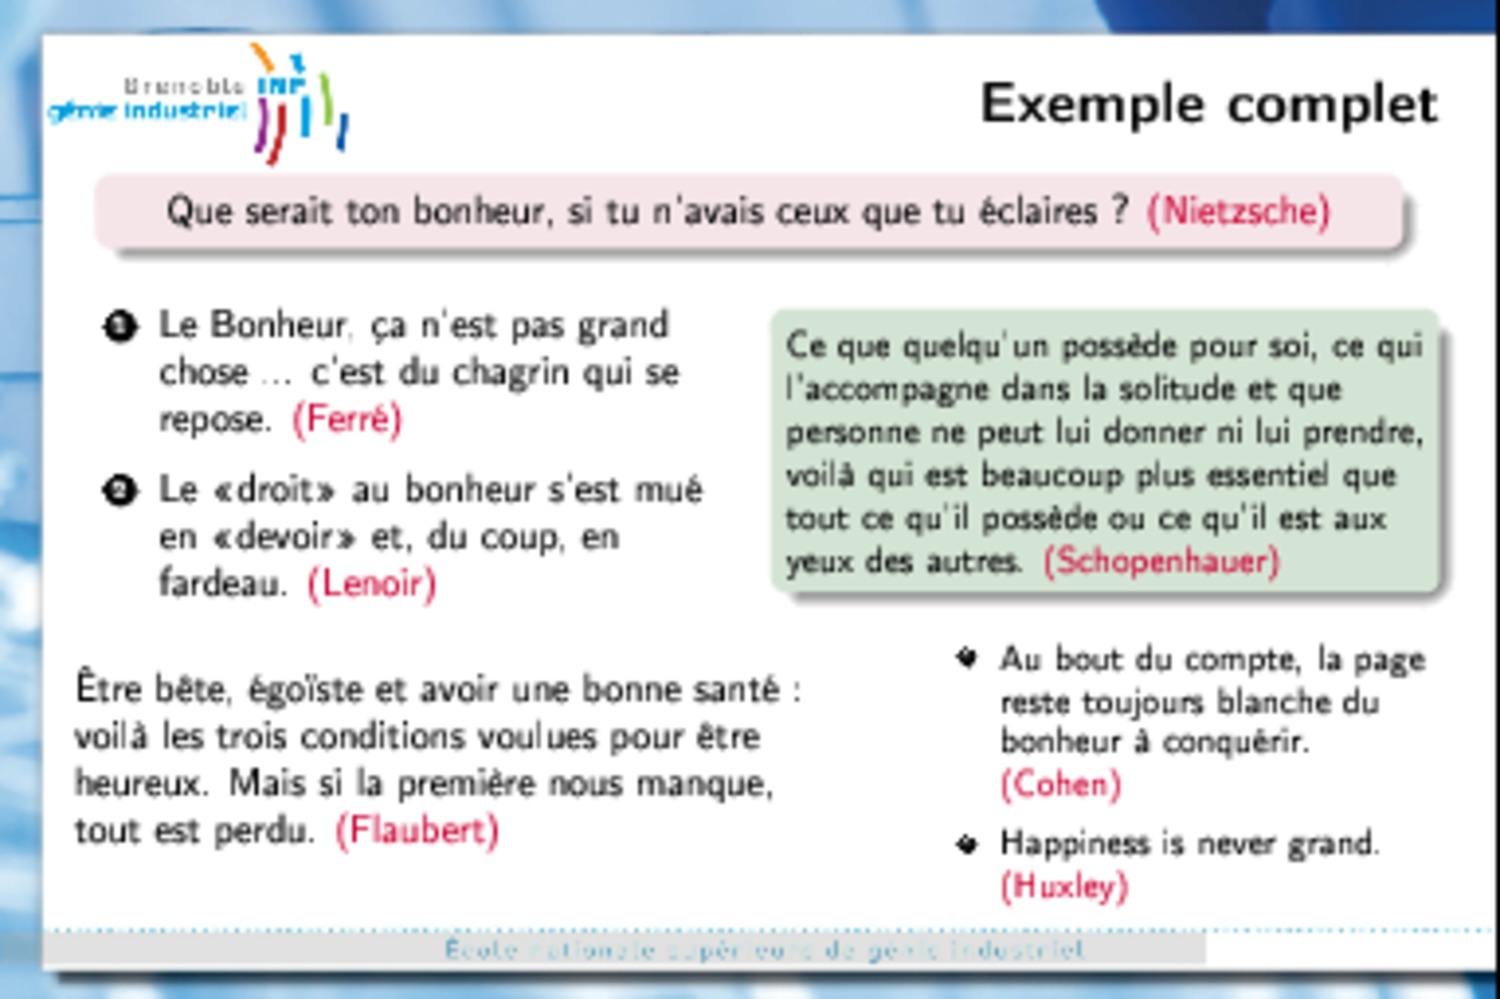 Grenoble INP
génie industriel
Exemple complet
Que serait ton bonheur, si tu n'avais ceux que tu éclaires ? (Nietzsche)
1 Le Bonheur, ça n'est pas grand
chose ... c'est du chagrin qui se
repose. (Ferré)
2 Le «droit» au bonheur s'est mué
en «devoir» et, du coup, en
fardeau. (Lenoir)
Ce que quelqu'un possède pour soi, ce qui
l'accompagne dans la solitude et que
personne ne peut lui donner ni lui prendre,
voilà qui est beaucoup plus essentiel que
tout ce qu'il possède ou ce qu'il est aux
yeux des autres. (Schopenhauer)
Être bête, égoïste et avoir une bonne santé :
voilà les trois conditions voulues pour être
heureux. Mais si la première nous manque,
tout est perdu. (Flaubert)
Au bout du compte, la page
reste toujours blanche du
bonheur à conquérir.
(Cohen)
Happiness is never grand.
(Huxley)
École nationale supérieure de génie industriel